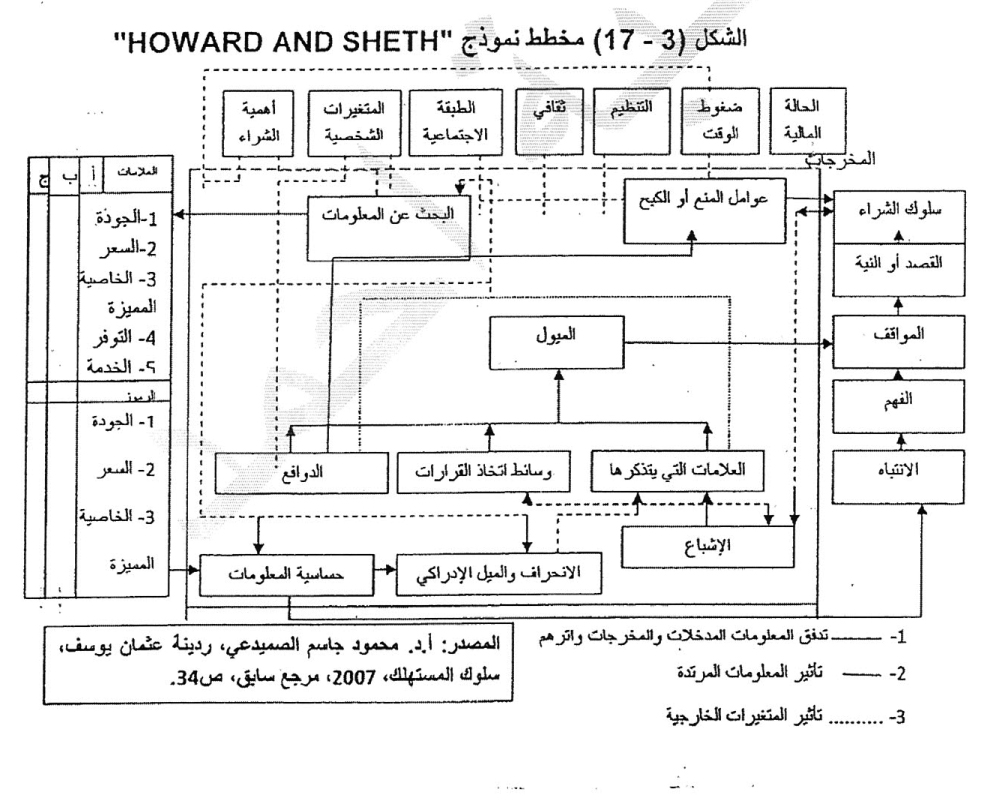 الشكل (3 - 17) مخطط نموذج "HOWARD AND SHETH"
الحالة
المالية
ضغوط
الوقت
التنظيم
ثقافي
الطبقة
الاجتماعية
المتغيرات
الشخصية
أهمية
الشراء
المخرجات
العلامات أ ب ج
1-الجودة
2-السعر
3- الخاصية
المميزة
4- التوفر
5- الخدمة
1- الجودة
2- السعر
3- الخاصية
المميزة
البحث عن المعلومات
عوامل المنع أو الكبح
سلوك الشراء
القصد أو النية
المواقف
الفهم
الانتباه
الميول
الدوافع
وسائط اتخاذ القرارات
العلامات التي يتذكرها
الإشباع
حساسية المعلومات
الانحراف والميل الإدراكي
1- ــــــــ تدفق المعلومات المدخلات والمخرجات واثرهم
2- ـــــ تأثير المعلومات المرتدة
3- .......... تأثير المتغيرات الخارجية
المصدر: أ.د. محمود جاسم الصميدعي، ردينة عثمان يوسف،
سلوك المستهلك، 2007، مرجع سابق، ص34.